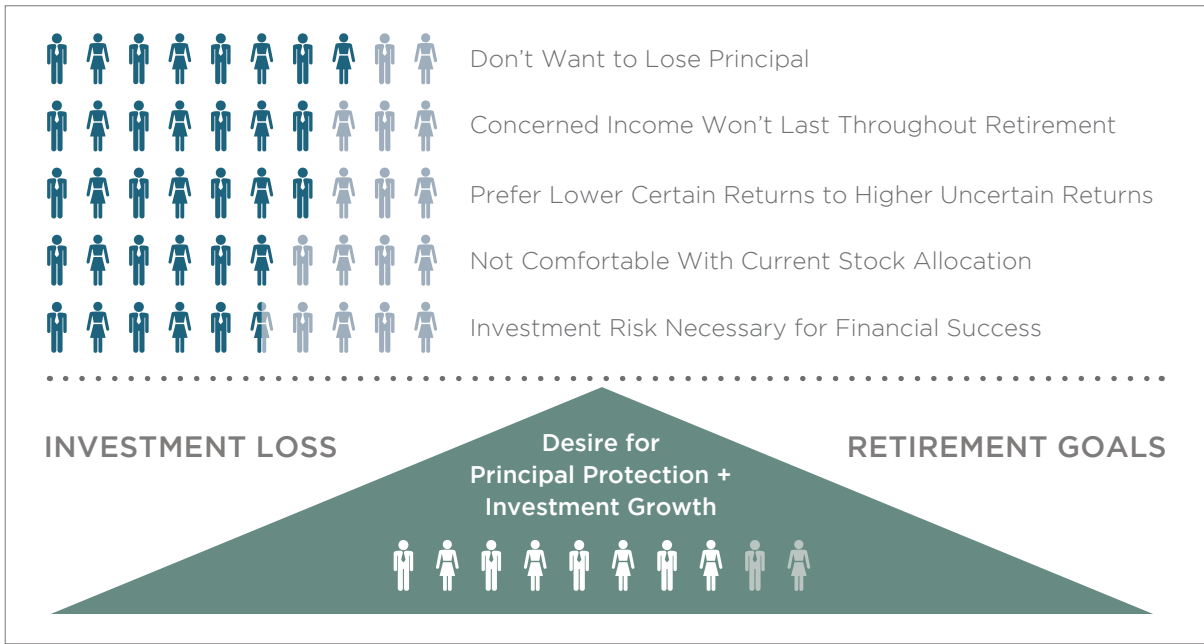 Don’t Want to Lose Principal
Concerned Income Won’t Last Throughout Retirement
Prefer Lower Certain Returns to Higher Uncertain Returns
Not Comfortable With Current Stock Allocation
Investment Risk Necessary for Financial Success
INVESTMENT LOSS
Desire for
Principal Protection +
Investment Growth
RETIREMENT GOALS